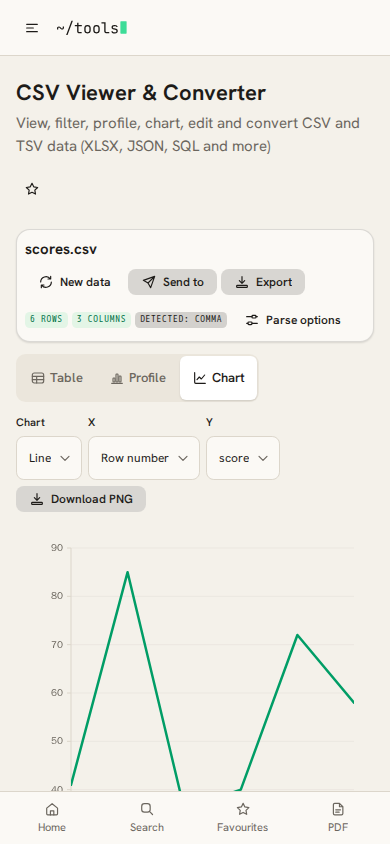 ~/tools
CSV Viewer & Converter
View, filter, profile, chart, edit and convert CSV and
TSV data (XLSX, JSON, SQL and more)
scores.csv
New data
Send to
Export
6 ROWS
3 COLUMNS
DETECTED: COMMA
Parse options
Table
Profile
Chart
Chart
X
Y
Line
Row number
score
Download PNG
90
80
70
60
50
40
Home
Search
Favourites
PDF